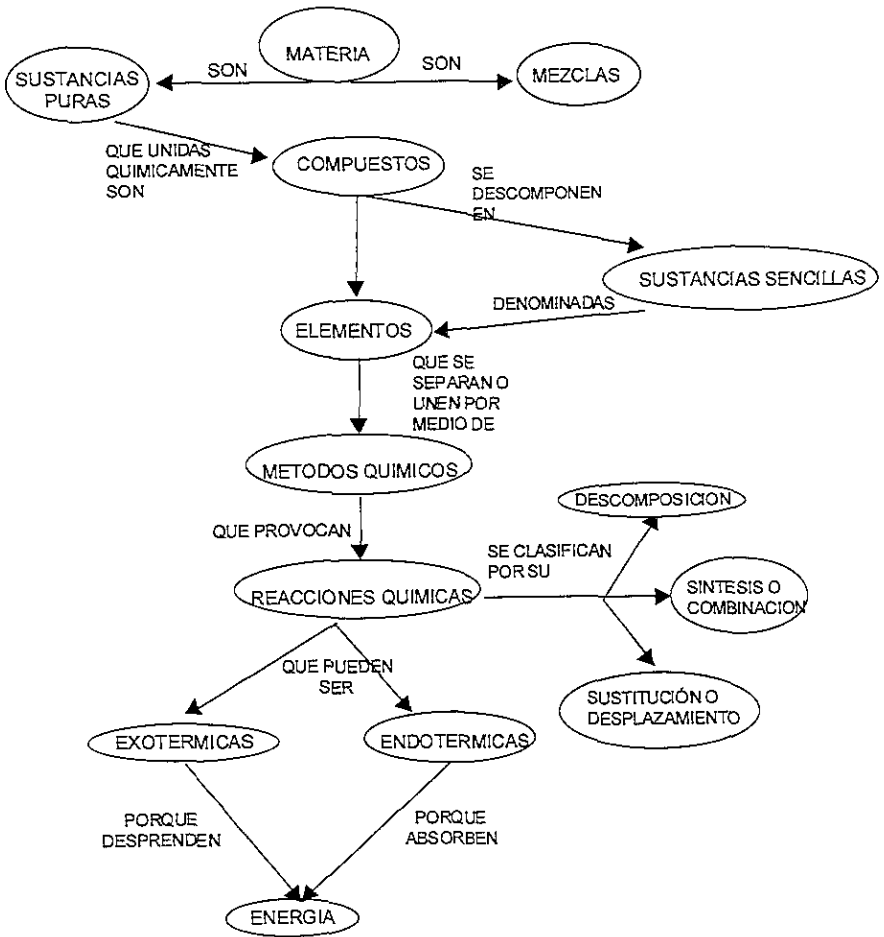 MATERIA
SON
SON
SUSTANCIAS
PURAS
MEZCLAS
QUE UNIDAS
QUIMICAMENTE
SON
COMPUESTOS
SE
DESCOMPONEN
EN
SUSTANCIAS SENCILLAS
DENOMINADAS
ELEMENTOS
QUE SE
SEPARAN O
UNEN POR
MEDIO DE
METODOS QUIMICOS
DESCOMPOSICION
QUE PROVOCAN
SE CLASIFICAN
POR SU
REACCIONES QUIMICAS
SINTESIS O
COMBINACION
QUE PUEDEN
SER
SUSTITUCIÓN O
DESPLAZAMIENTO
EXOTERMICAS
ENDOTERMICAS
PORQUE
DESPRENDEN
PORQUE
ABSORBEN
ENERGIA